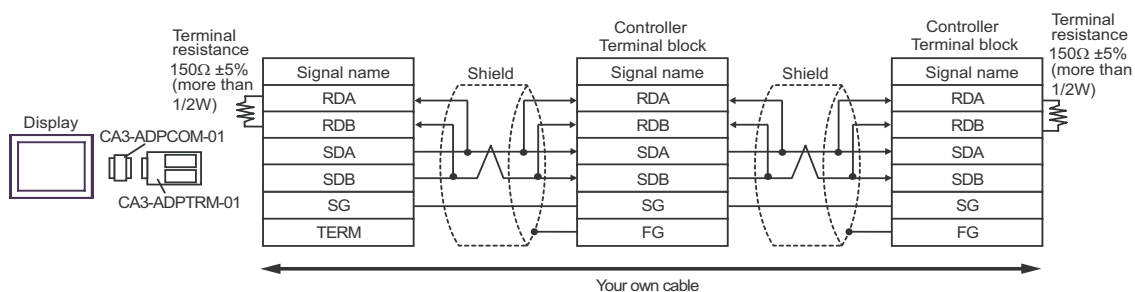 Terminal
resistance
150Ω ±5%
(more than
1/2W)
Display
CA3-ADPCOM-01
CA3-ADPTRM-01
Signal name
RDA
RDB
SDA
SDB
SG
TERM
Shield
Controller
Terminal block
Signal name
RDA
RDB
SDA
SDB
SG
FG
Shield
Controller
Terminal block
Signal name
RDA
RDB
SDA
SDB
SG
FG
Terminal
resistance
150Ω ±5%
(more than
1/2W)
Your own cable